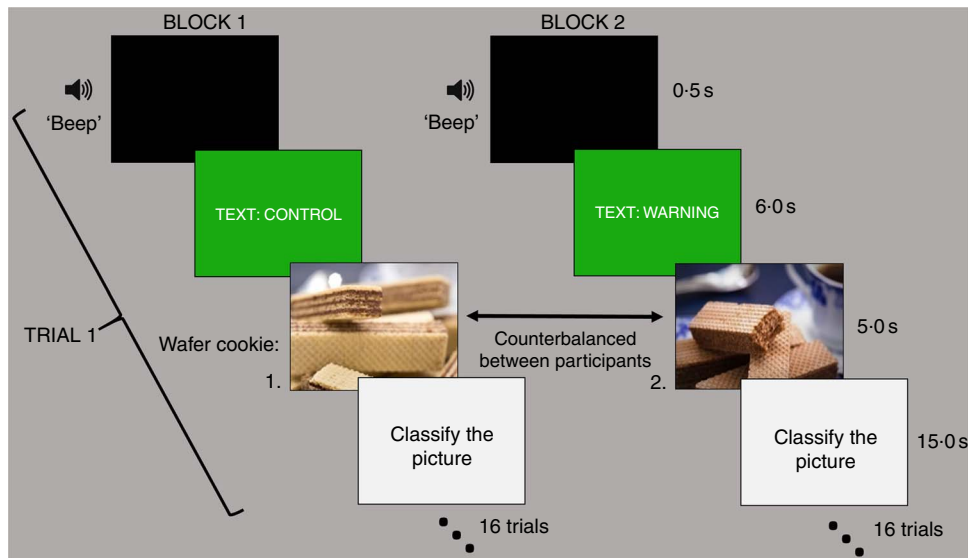 BLOCK 1
BLOCK 2
‘Beep’
‘Beep’
0·5 s
TEXT: CONTROL
TEXT: WARNING
6·0 s
TRIAL 1
Wafer cookie:
1.
Counterbalanced
between participants
2.
5·0 s
Classify the
picture
Classify the
picture
15·0 s
16 trials
16 trials